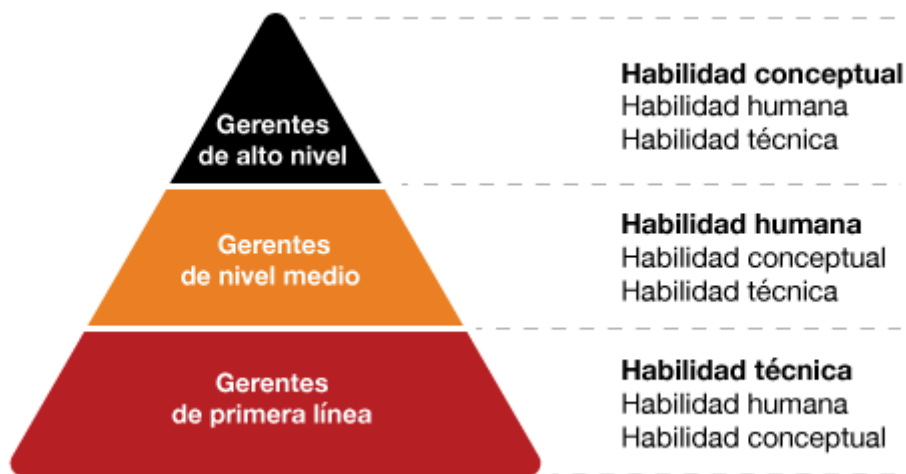 Gerentes
de alto nivel
Habilidad conceptual
Habilidad humana
Habilidad técnica
Gerentes
de nivel medio
Habilidad humana
Habilidad conceptual
Habilidad técnica
Gerentes
de primera línea
Habilidad técnica
Habilidad humana
Habilidad conceptual